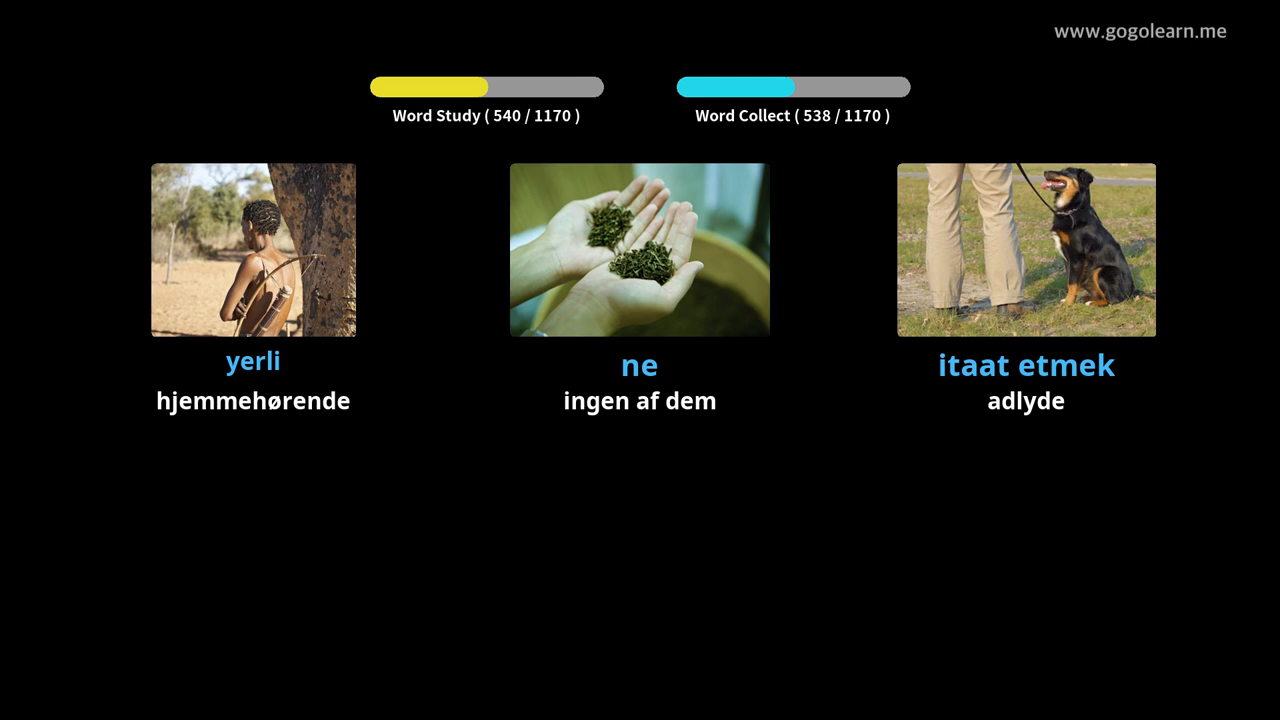 www.gogolearn.me
Word Study ( 540 / 1170 )
Word Collect ( 538 / 1170 )
yerli
hjemmehørende
ne
ingen af dem
itaat etmek
adlyde